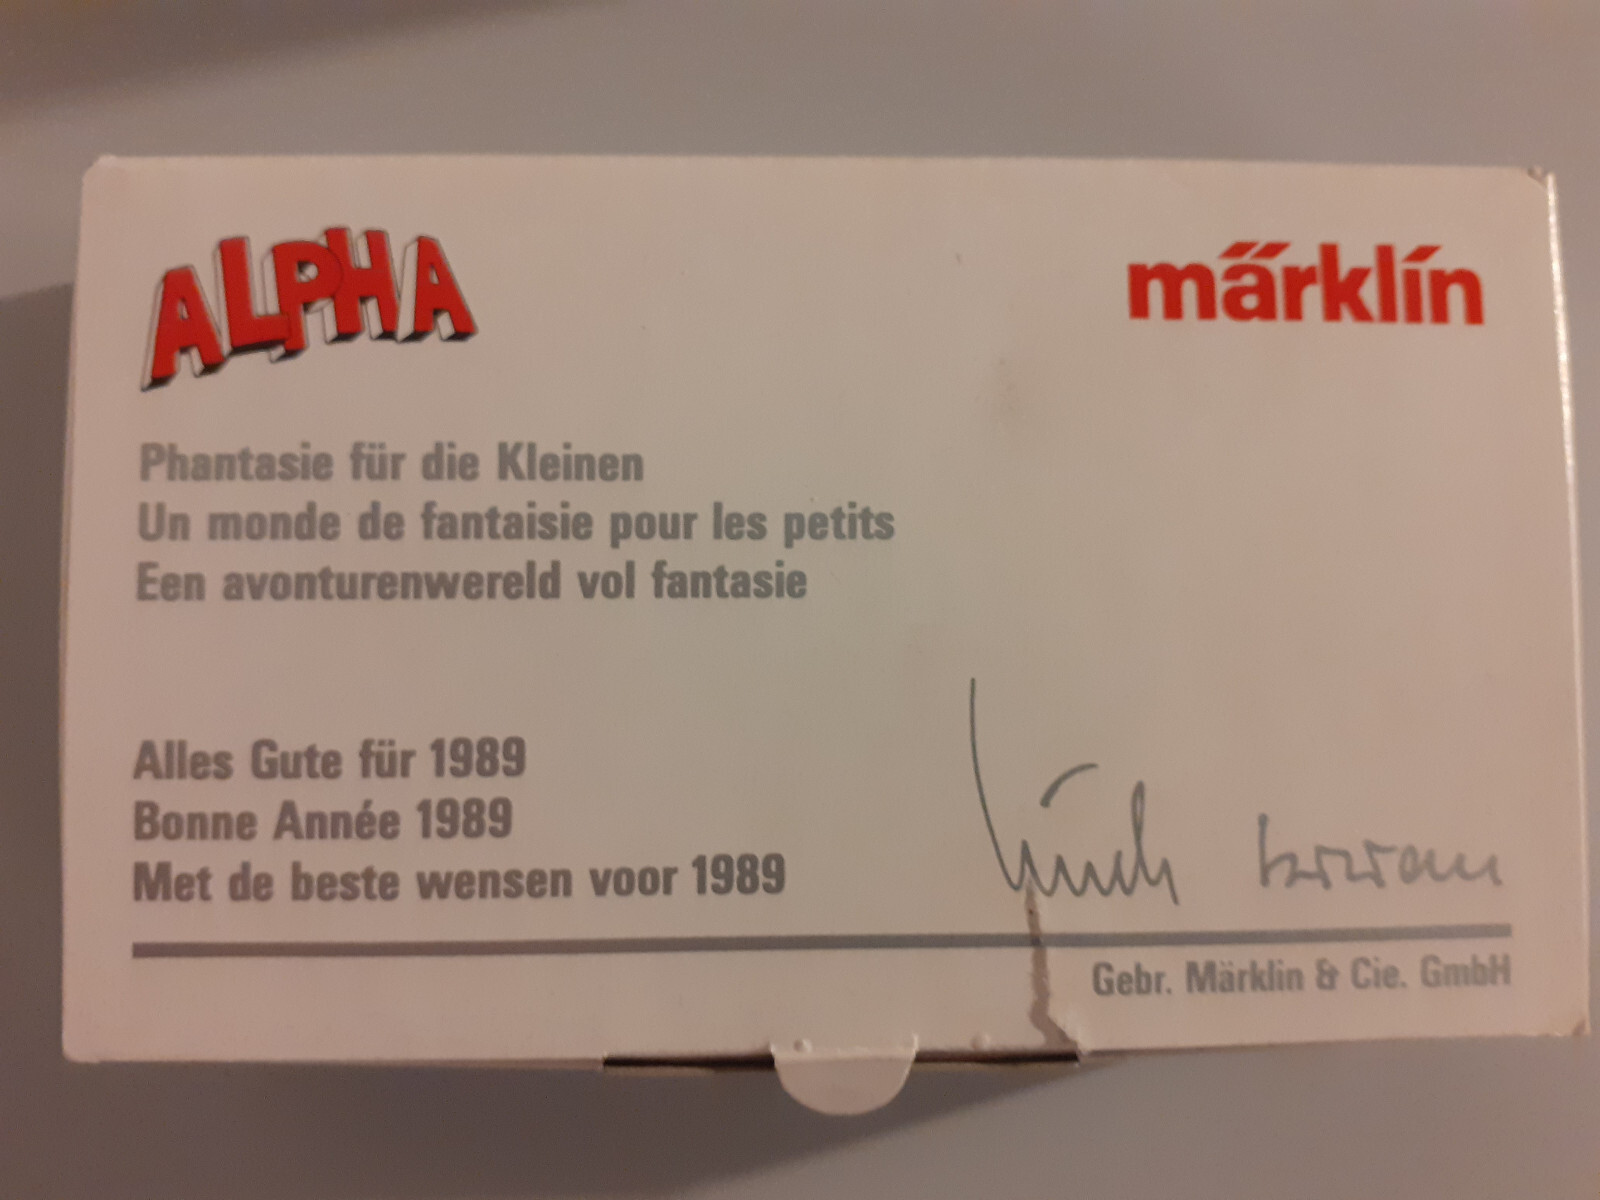 ALPHA
märklin
Phantasie für die Kleinen
Un monde de fantaisie pour les petits
Een avonturenwereld vol fantasie
Alles Gute für 1989
Bonne Année 1989
Met de beste wensen voor 1989
Gebr. Märklin & Cie. GmbH